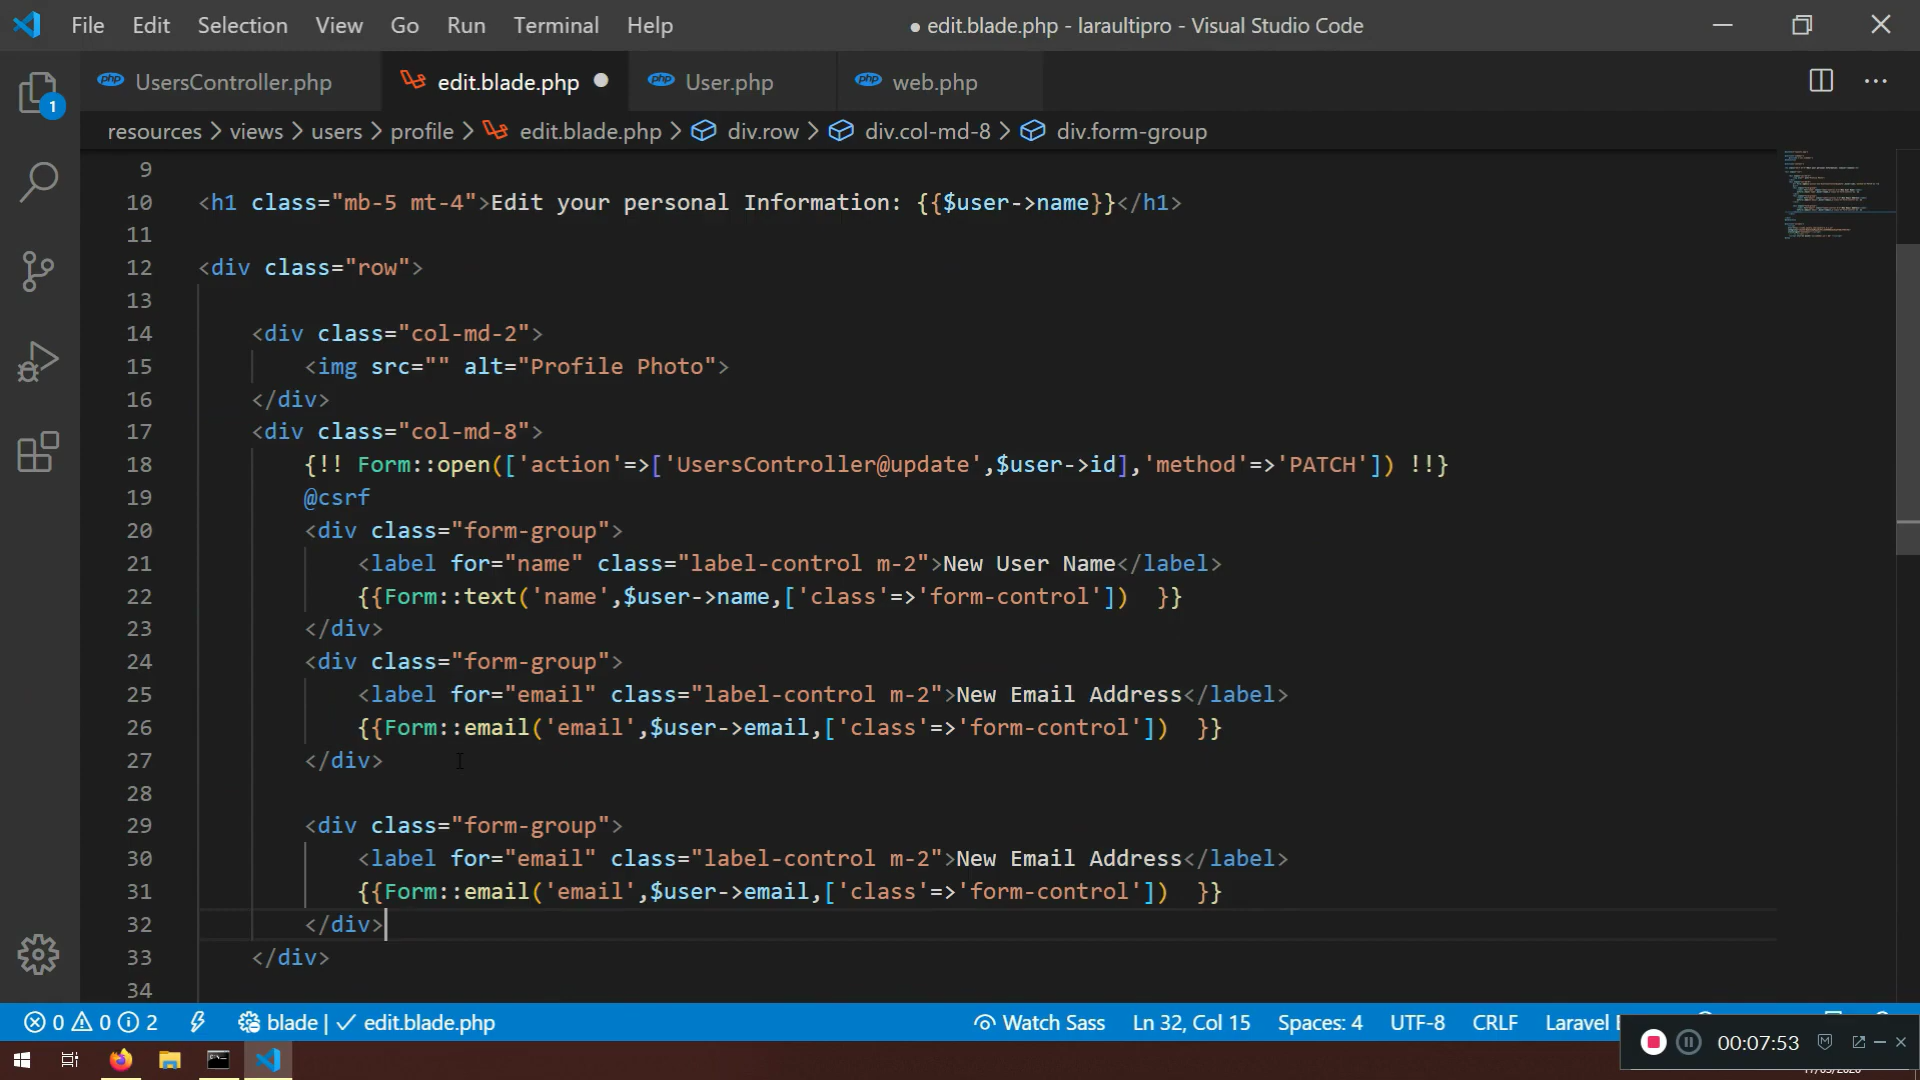 File Edit Selection View Go Run Terminal Help ● edit.blade.php - laraultipro - Visual Studio Code
1
php UsersController.php edit.blade.php php User.php php web.php ...
resources > views > users > profile > edit.blade.php > div.row > div.col-md-8 > div.form-group
9
10 <h1 class="mb-5 mt-4">Edit your personal Information: {{$user->name}}</h1>
11
12 <div class="row">
13
14 <div class="col-md-2">
15 <img src="" alt="Profile Photo">
16 </div>
17 <div class="col-md-8">
18 {!! Form::open(['action'=>['UsersController@update',$user->id],'method'=>'PATCH']) !!}
19 @csrf
20 <div class="form-group">
21 <label for="name" class="label-control m-2">New User Name</label>
22 {{Form::text('name',$user->name,['class'=>'form-control'])  }}
23 </div>
24 <div class="form-group">
25 <label for="email" class="label-control m-2">New Email Address</label>
26 {{Form::email('email',$user->email,['class'=>'form-control'])  }}
27 </div>
28
29 <div class="form-group">
30 <label for="email" class="label-control m-2">New Email Address</label>
31 {{Form::email('email',$user->email,['class'=>'form-control'])  }}
32 </div>
33 </div>
34
0 0 2 blade | ✓ edit.blade.php Watch Sass Ln 32, Col 15 Spaces: 4 UTF-8 CRLF Laravel
00:07:53